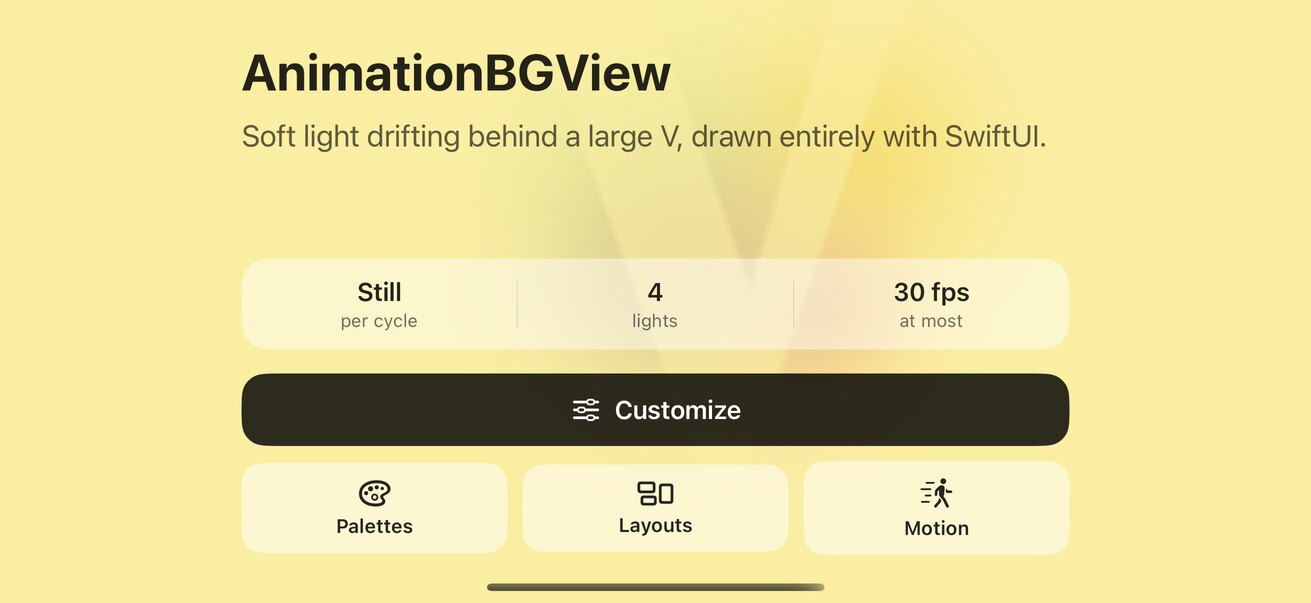 AnimationBGView
Soft light drifting behind a large V, drawn entirely with SwiftUI.
Still
per cycle
4
lights
30 fps
at most
Customize
Palettes
Layouts
Motion